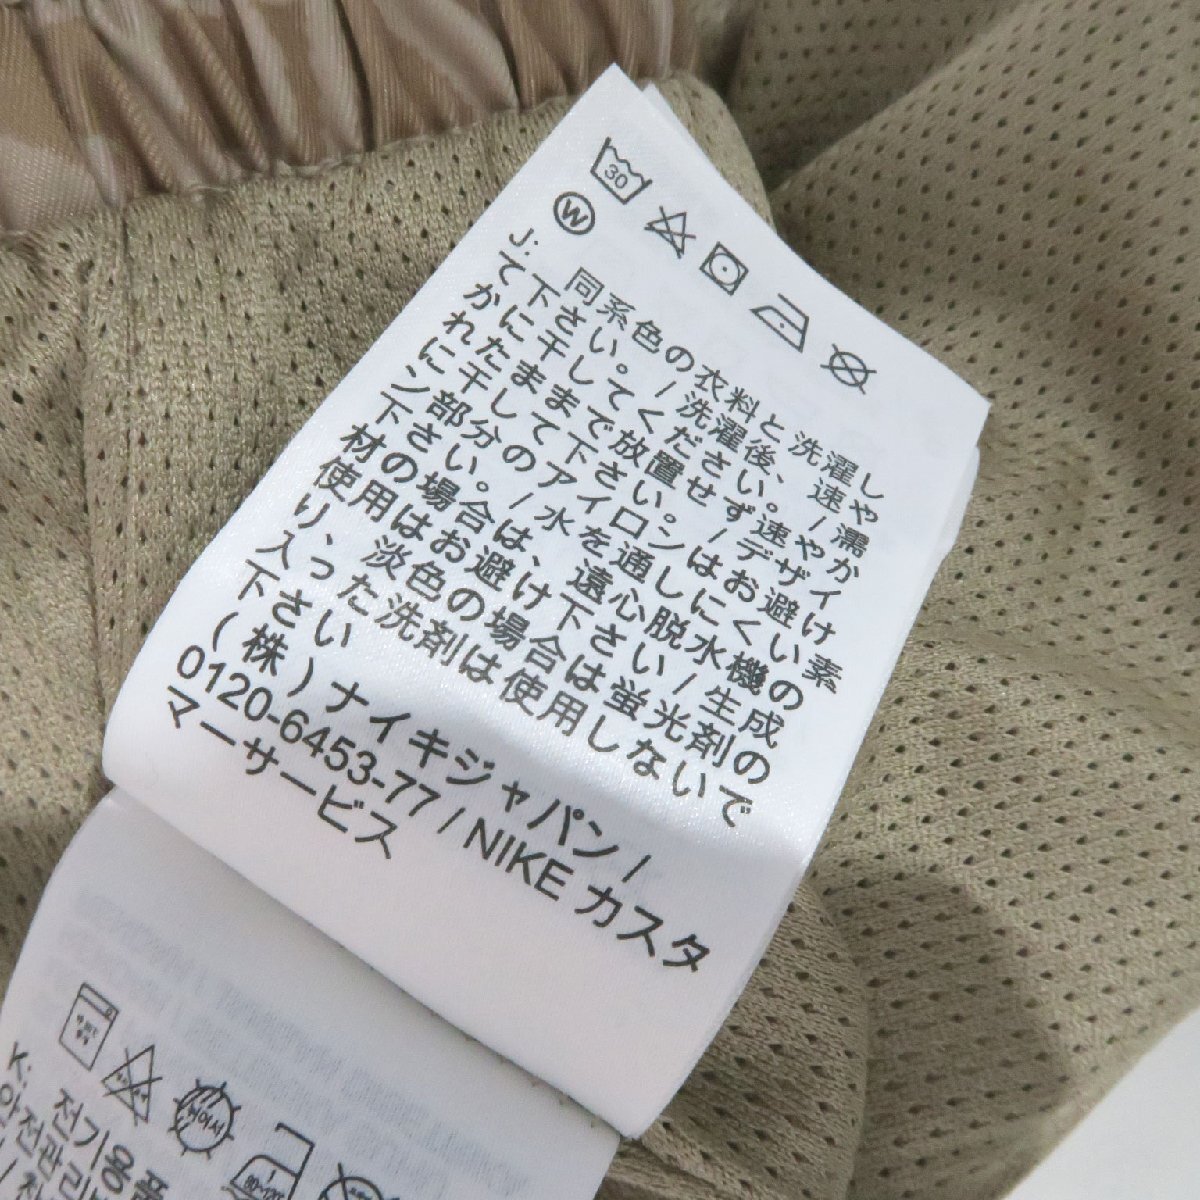 30
W
J: 同系色の衣料と洗濯し
て下さい。/ 洗濯後、速や
かに干してください。/ 濡
れたままで放置せず速やか
に干して下さい。/ デザイ
ン部分のアイロンはお避け
下さい。/ 水を通しにくい素
材の場合は、遠心脱水機の
使用はお避け下さい / 生成
り、淡色の場合は蛍光剤の
入った洗剤は使用しないで
下さい
(株) ナイキジャパン /
0120-6453-77 / NIKE カスタ
マーサービス
K: 전기용품
안전관리